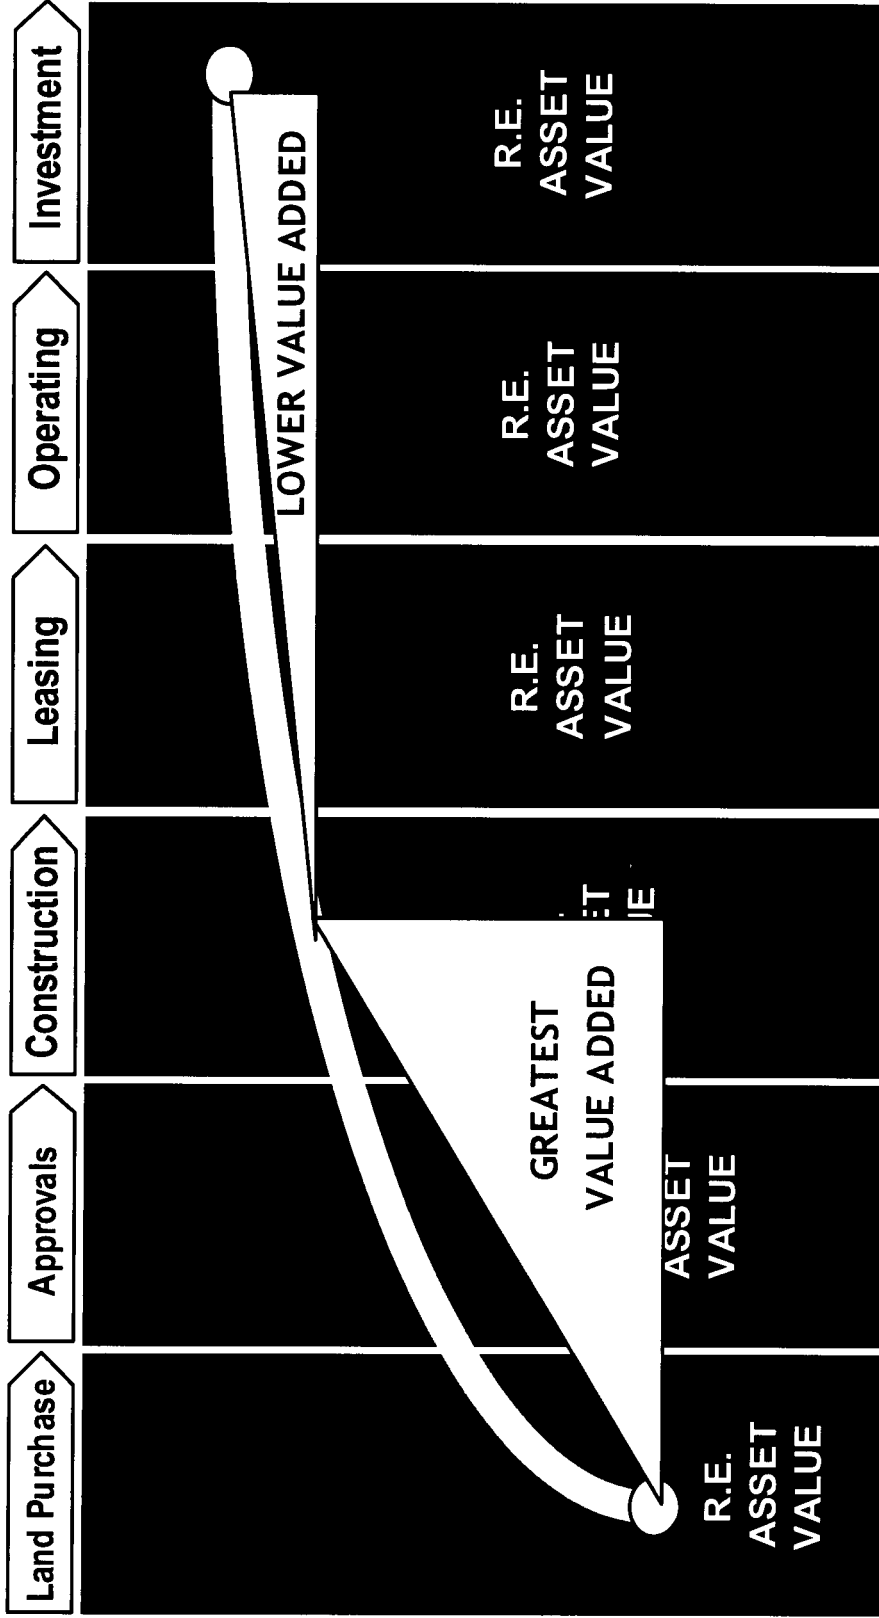 Land Purchase
Approvals
Construction
Leasing
Operating
Investment
LOWER VALUE ADDED
GREATEST
VALUE ADDED
R.E.
ASSET
VALUE
ASSET
VALUE
R.E.
ASSET
VALUE
R.E.
ASSET
VALUE
R.E.
ASSET
VALUE